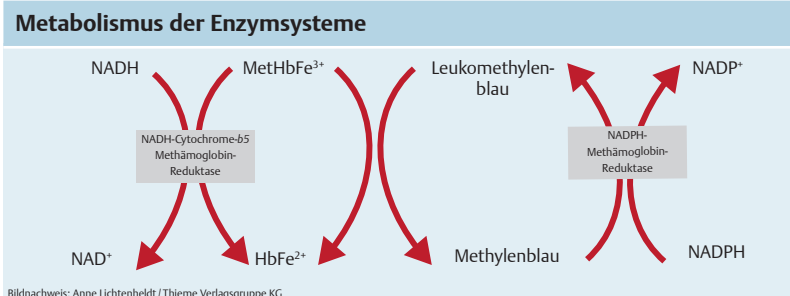 Metabolismus der Enzymsysteme
NADH
MetHbFe³⁺
Leukomethylen-
blau
NADP⁺
NADH-Cytochrome-b5
Methämoglobin-
Reduktase
NADPH-
Methämoglobin-
Reduktase
NAD⁺
HbFe²⁺
Methylenblau
NADPH
Bildnachweis: Anne Lichtenheldt / Thieme Verlagsgruppe KG